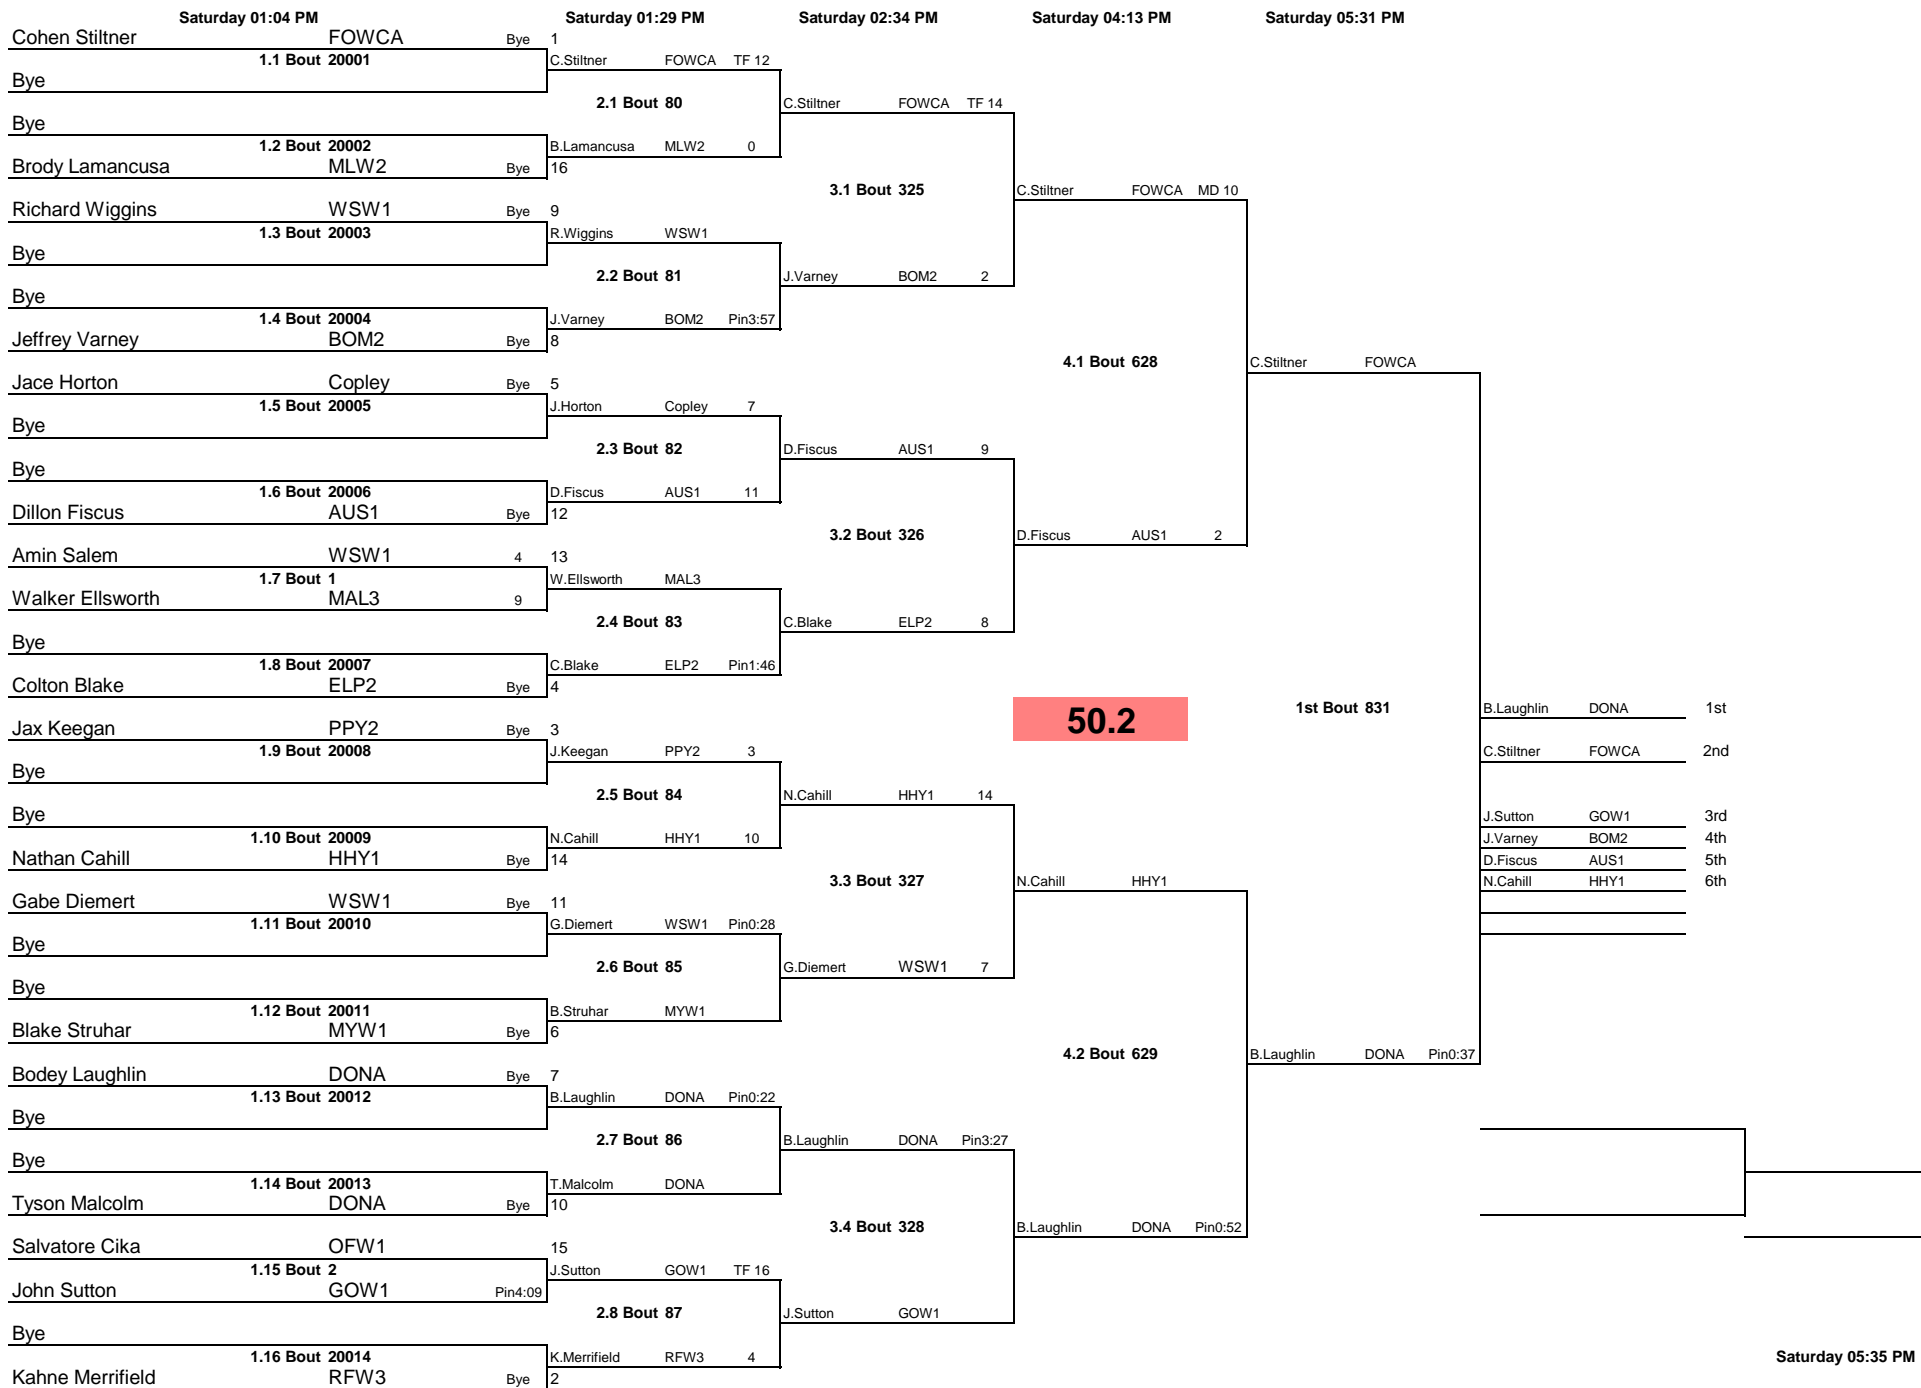 Saturday 01:04 PM Saturday 01:29 PM Saturday 02:34 PM Saturday 04:13 PM Saturday 05:31 PM
Cohen Stiltner FOWCA Bye 1
1.1 Bout 20001 C.Stiltner FOWCA TF 12
Bye
2.1 Bout 80 C.Stiltner FOWCA TF 14
Bye
1.2 Bout 20002 B.Lamancusa MLW2 0
Brody Lamancusa MLW2 Bye 16
3.1 Bout 325 C.Stiltner FOWCA MD 10
Richard Wiggins WSW1 Bye 9
1.3 Bout 20003 R.Wiggins WSW1
Bye
2.2 Bout 81 J.Varney BOM2 2
Bye
1.4 Bout 20004 J.Varney BOM2 Pin3:57
Jeffrey Varney BOM2 Bye 8
4.1 Bout 628 C.Stiltner FOWCA
Jace Horton Copley Bye 5
1.5 Bout 20005 J.Horton Copley 7
Bye
2.3 Bout 82 D.Fiscus AUS1 9
Bye
1.6 Bout 20006 D.Fiscus AUS1 11
Dillon Fiscus AUS1 Bye 12
3.2 Bout 326 D.Fiscus AUS1 2
Amin Salem WSW1 4 13
1.7 Bout 1 W.Ellsworth MAL3
Walker Ellsworth MAL3 9
2.4 Bout 83 C.Blake ELP2 8
Bye
1.8 Bout 20007 C.Blake ELP2 Pin1:46
Colton Blake ELP2 Bye 4
50.2 1st Bout 831 B.Laughlin DONA 1st
Jax Keegan PPY2 Bye 3
1.9 Bout 20008 J.Keegan PPY2 3 C.Stiltner FOWCA 2nd
Bye
2.5 Bout 84 N.Cahill HHY1 14
Bye J.Sutton GOW1 3rd
1.10 Bout 20009 N.Cahill HHY1 10 J.Varney BOM2 4th
Nathan Cahill HHY1 Bye 14 D.Fiscus AUS1 5th
3.3 Bout 327 N.Cahill HHY1 N.Cahill HHY1 6th
Gabe Diemert WSW1 Bye 11
1.11 Bout 20010 G.Diemert WSW1 Pin0:28
Bye
2.6 Bout 85 G.Diemert WSW1 7
Bye
1.12 Bout 20011 B.Struhar MYW1
Blake Struhar MYW1 Bye 6
4.2 Bout 629 B.Laughlin DONA Pin0:37
Bodey Laughlin DONA Bye 7
1.13 Bout 20012 B.Laughlin DONA Pin0:22
Bye
2.7 Bout 86 B.Laughlin DONA Pin3:27
Bye
1.14 Bout 20013 T.Malcolm DONA
Tyson Malcolm DONA Bye 10
3.4 Bout 328 B.Laughlin DONA Pin0:52
Salvatore Cika OFW1 15
1.15 Bout 2 J.Sutton GOW1 TF 16
John Sutton GOW1 Pin4:09
2.8 Bout 87 J.Sutton GOW1
Bye
1.16 Bout 20014 K.Merrifield RFW3 4 Saturday 05:35 PM
Kahne Merrifield RFW3 Bye 2